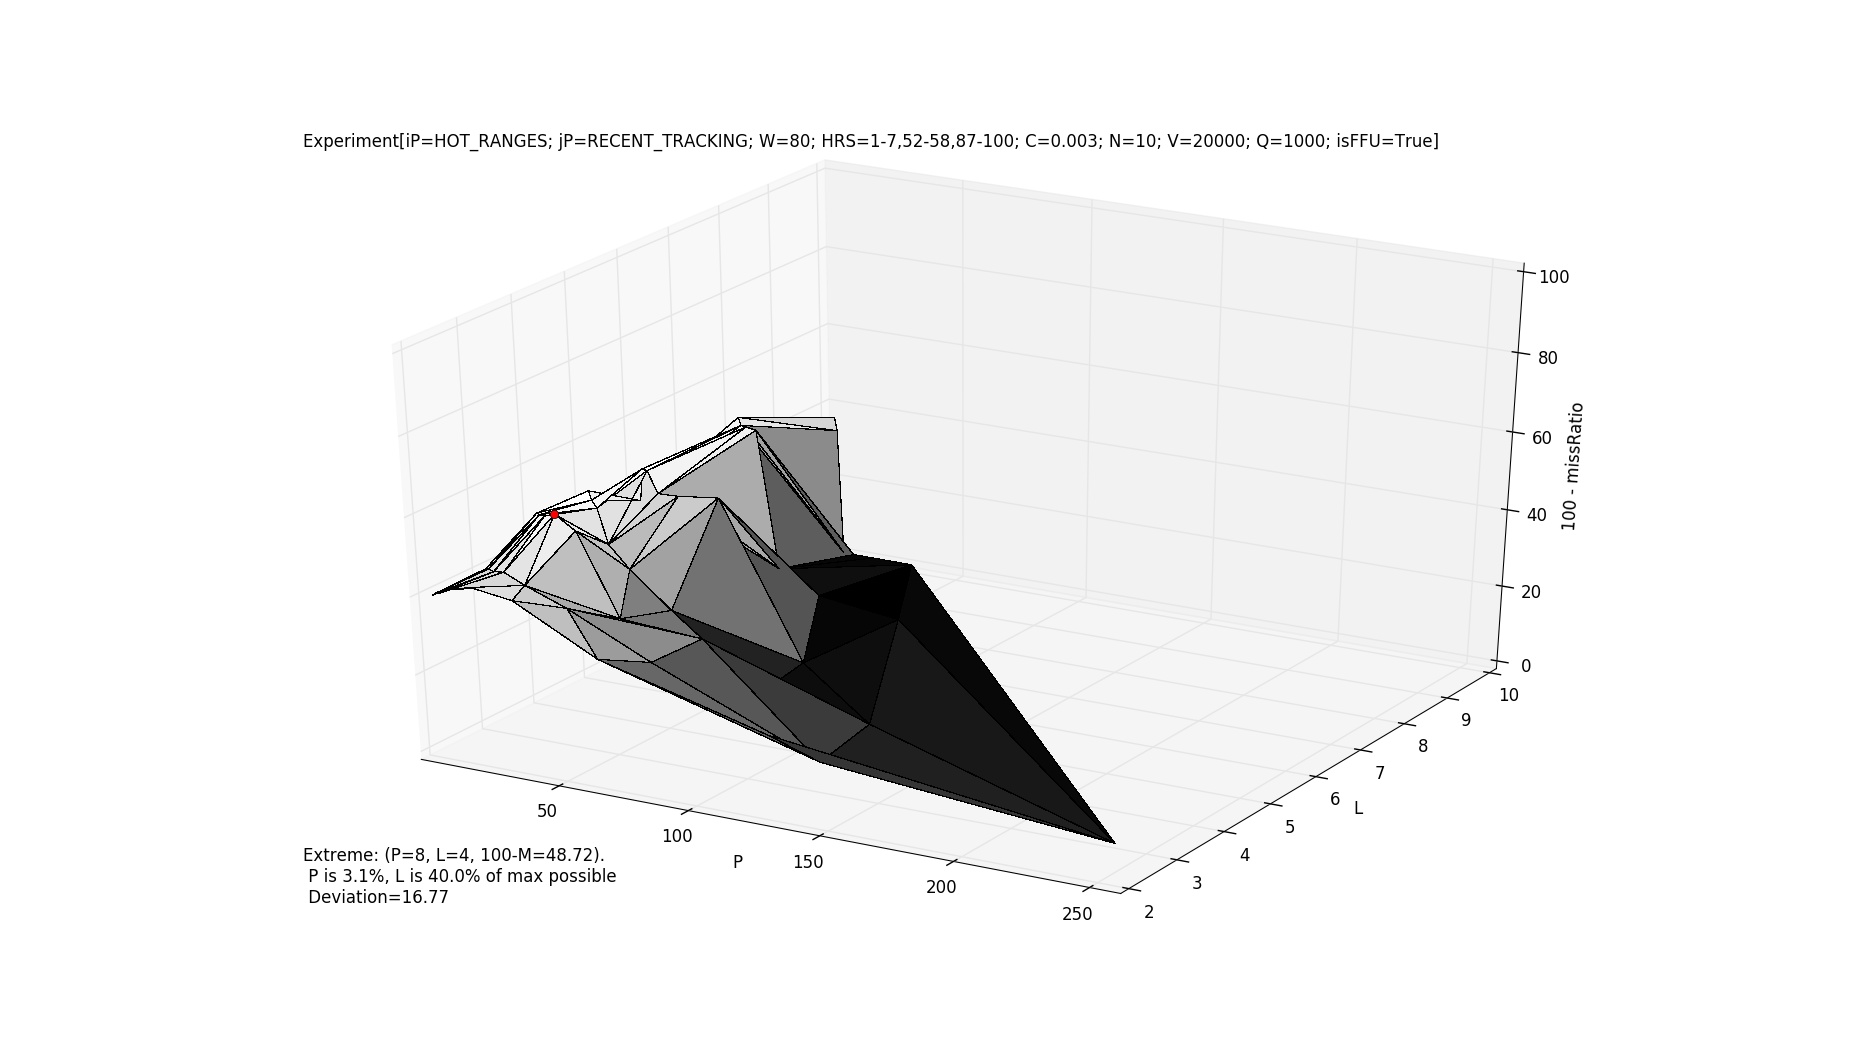 Experiment[iP=HOT_RANGES; jP=RECENT_TRACKING; W=80; HRS=1-7,52-58,87-100; C=0.003; N=10; V=20000; Q=1000; isFFU=True]
100
80
60
40
20
0
100 - missRatio
10
9
8
7
6
5
4
3
2
L
50
100
150
200
250
P
Extreme: (P=8, L=4, 100-M=48.72).
P is 3.1%, L is 40.0% of max possible
Deviation=16.77